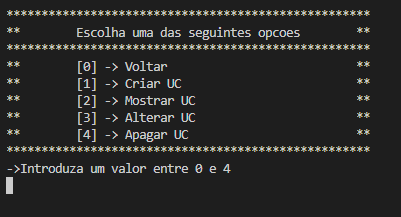 ****************************************************
**        Escolha uma das seguintes opcoes        **
****************************************************
**        [0] -> Voltar                           **
**        [1] -> Criar UC                         **
**        [2] -> Mostrar UC                       **
**        [3] -> Alterar UC                       **
**        [4] -> Apagar UC                        **
****************************************************
->Introduza um valor entre 0 e 4